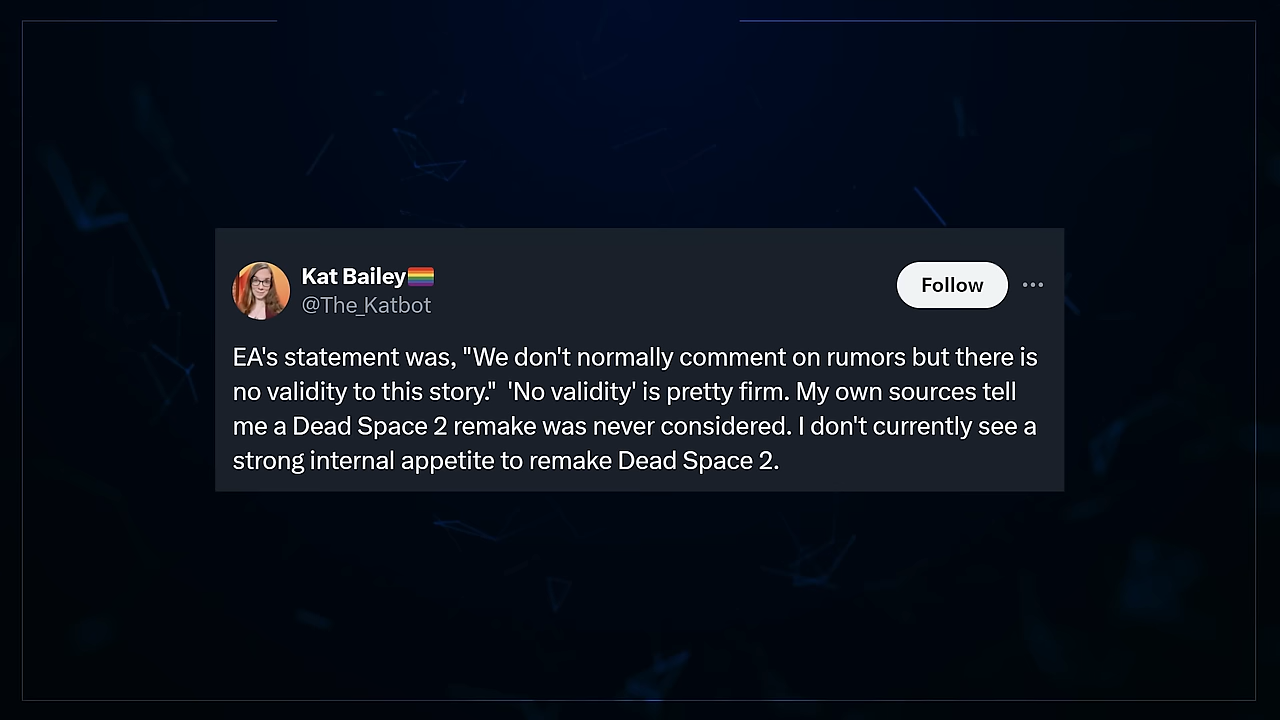 Kat Bailey🏳️‍🌈
@The_Katbot
Follow
EA's statement was, "We don't normally comment on rumors but there is
no validity to this story."  'No validity' is pretty firm. My own sources tell
me a Dead Space 2 remake was never considered. I don't currently see a
strong internal appetite to remake Dead Space 2.